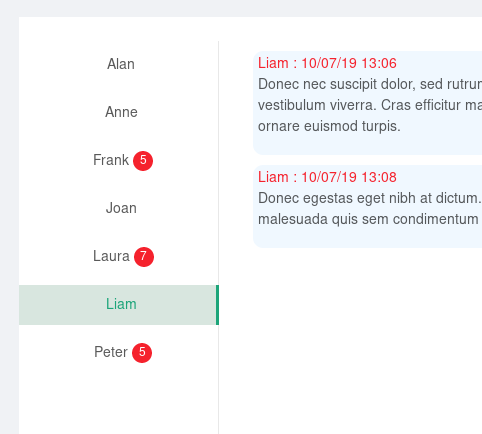 Alan
Anne
Frank 5
Joan
Laura 7
Liam
Peter 5
Liam : 10/07/19 13:06
Donec nec suscipit dolor, sed
vestibulum viverra. Cras efficitur
ornare euismod turpis.
Liam : 10/07/19 13:08
Donec egestas eget nibh at dictum.
malesuada quis sem condimentum